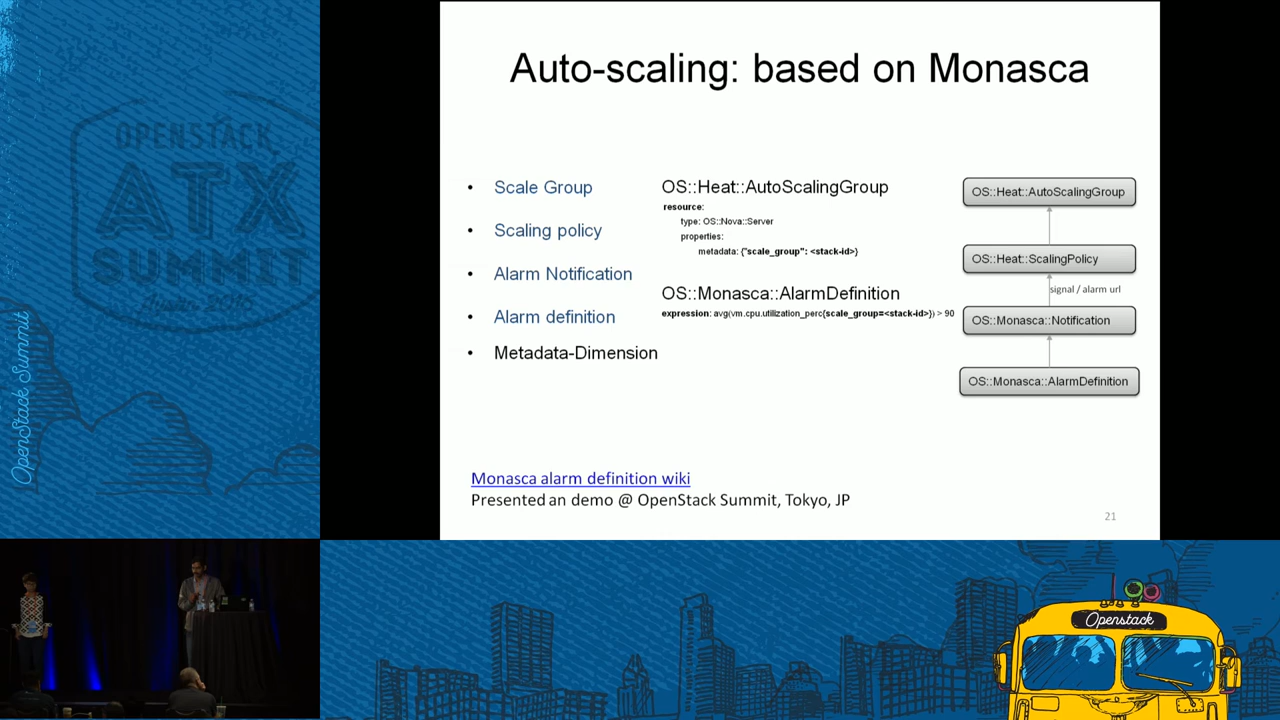 Auto-scaling: based on Monasca
• Scale Group
• Scaling policy
• Alarm Notification
• Alarm definition
• Metadata-Dimension
OS::Heat::AutoScalingGroup
resource:
type: OS::Nova::Server
properties:
metadata: {"scale_group": <stack-id>}
OS::Monasca::AlarmDefinition
expression: avg(vm.cpu.utilization_perc{scale_group=<stack-id>}) > 90
OS::Heat::AutoScalingGroup
OS::Heat::ScalingPolicy
signal / alarm url
OS::Monasca::Notification
OS::Monasca::AlarmDefinition
Monasca alarm definition wiki
Presented an demo @ OpenStack Summit, Tokyo, JP
21
OPENSTACK
ATX
SUMMIT
OpenStack Summit
Openstack